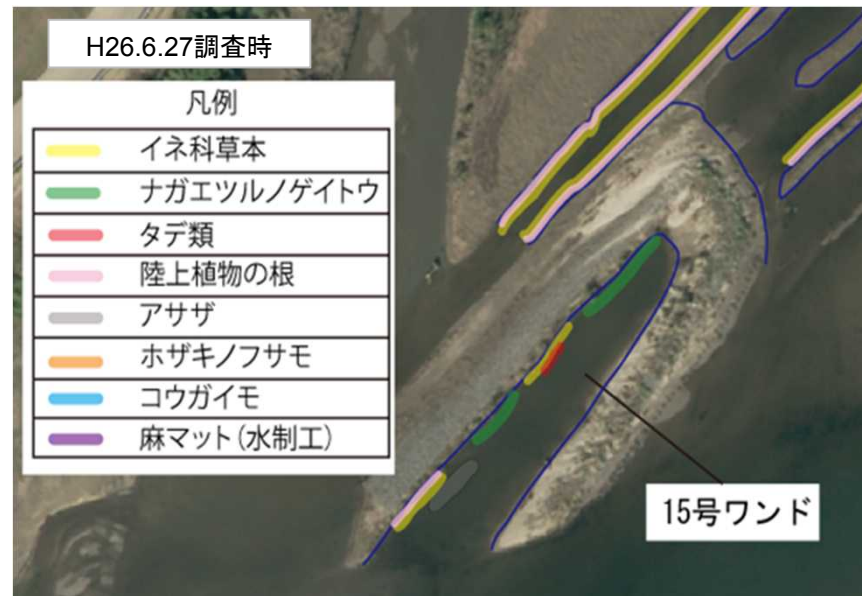 H26.6.27調査時
凡例
イネ科草本
ナガエツルノゲイトウ
タデ類
陸上植物の根
アサザ
ホザキノフサモ
コウガイモ
麻マット(水制工)
15号ワンド